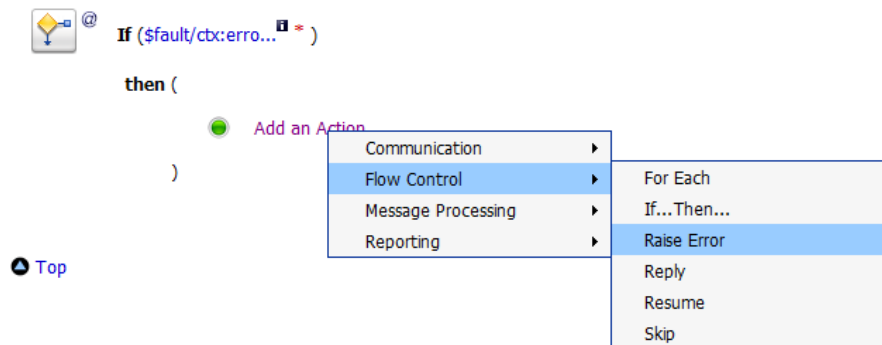 @ If ($fault/ctx:erro...i * )
then (
Add an Action
)
Communication
Flow Control
Message Processing
Reporting
For Each
If...Then...
Raise Error
Reply
Resume
Skip
Top